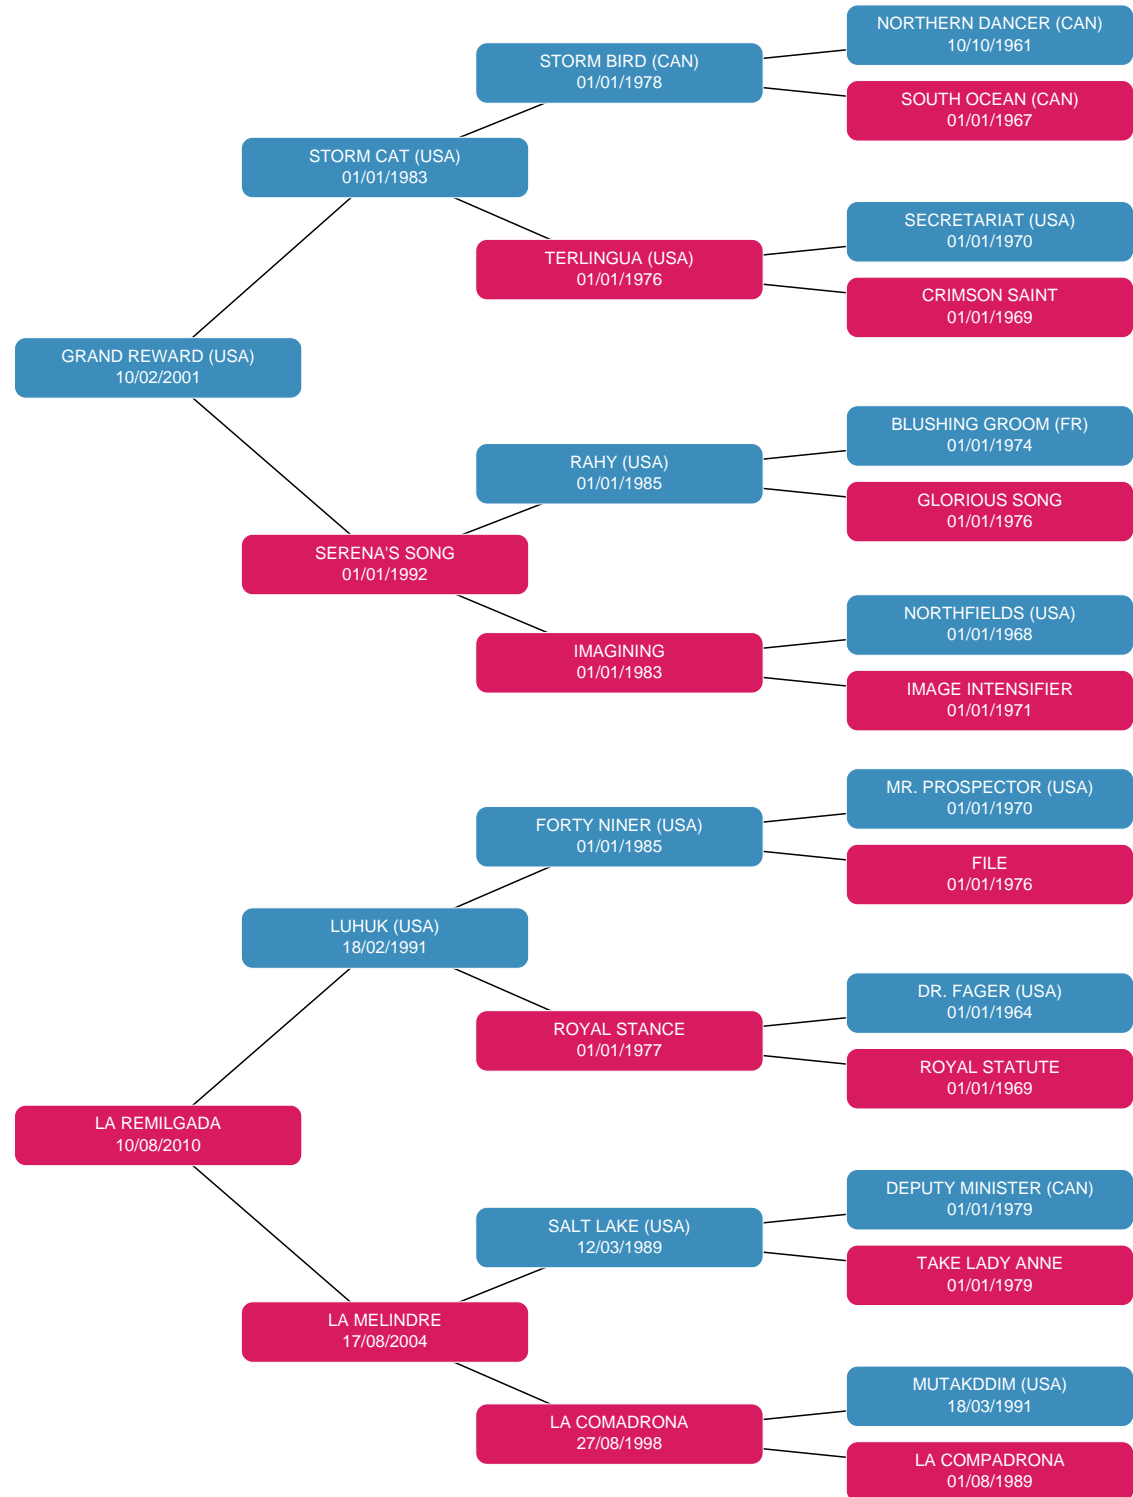 NORTHERN DANCER (CAN)
10/10/1961
STORM BIRD (CAN)
01/01/1978
SOUTH OCEAN (CAN)
01/01/1967
STORM CAT (USA)
01/01/1983
SECRETARIAT (USA)
01/01/1970
TERLINGUA (USA)
01/01/1976
CRIMSON SAINT
01/01/1969
GRAND REWARD (USA)
10/02/2001
BLUSHING GROOM (FR)
01/01/1974
RAHY (USA)
01/01/1985
GLORIOUS SONG
01/01/1976
SERENA'S SONG
01/01/1992
NORTHFIELDS (USA)
01/01/1968
IMAGINING
01/01/1983
IMAGE INTENSIFIER
01/01/1971
MR. PROSPECTOR (USA)
01/01/1970
FORTY NINER (USA)
01/01/1985
FILE
01/01/1976
LUHUK (USA)
18/02/1991
DR. FAGER (USA)
01/01/1964
ROYAL STANCE
01/01/1977
ROYAL STATUTE
01/01/1969
LA REMILGADA
10/08/2010
DEPUTY MINISTER (CAN)
01/01/1979
SALT LAKE (USA)
12/03/1989
TAKE LADY ANNE
01/01/1979
LA MELINDRE
17/08/2004
MUTAKDDIM (USA)
18/03/1991
LA COMADRONA
27/08/1998
LA COMPADRONA
01/08/1989